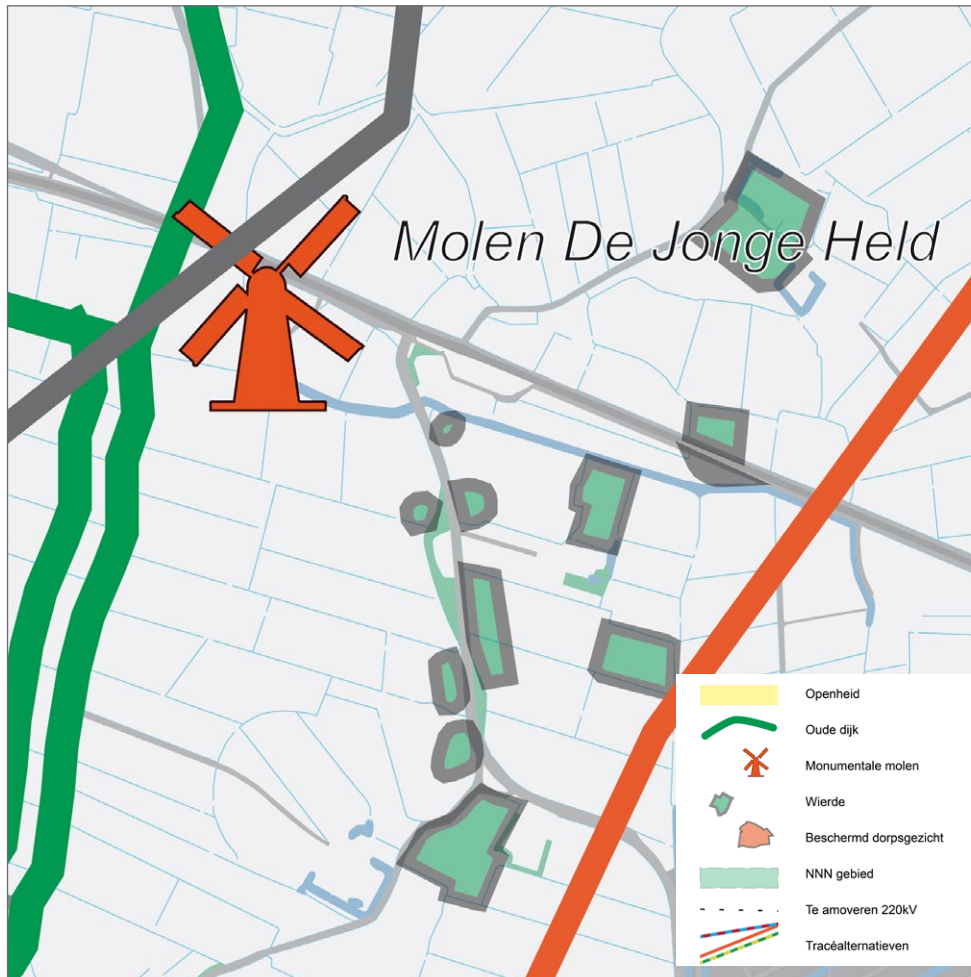 Molen De Jonge Held
Openheid
Oude dijk
Monumentale molen
Wierde
Beschermd dorpsgezicht
NNN gebied
Te amoveren 220kV
Tracéalternatieven